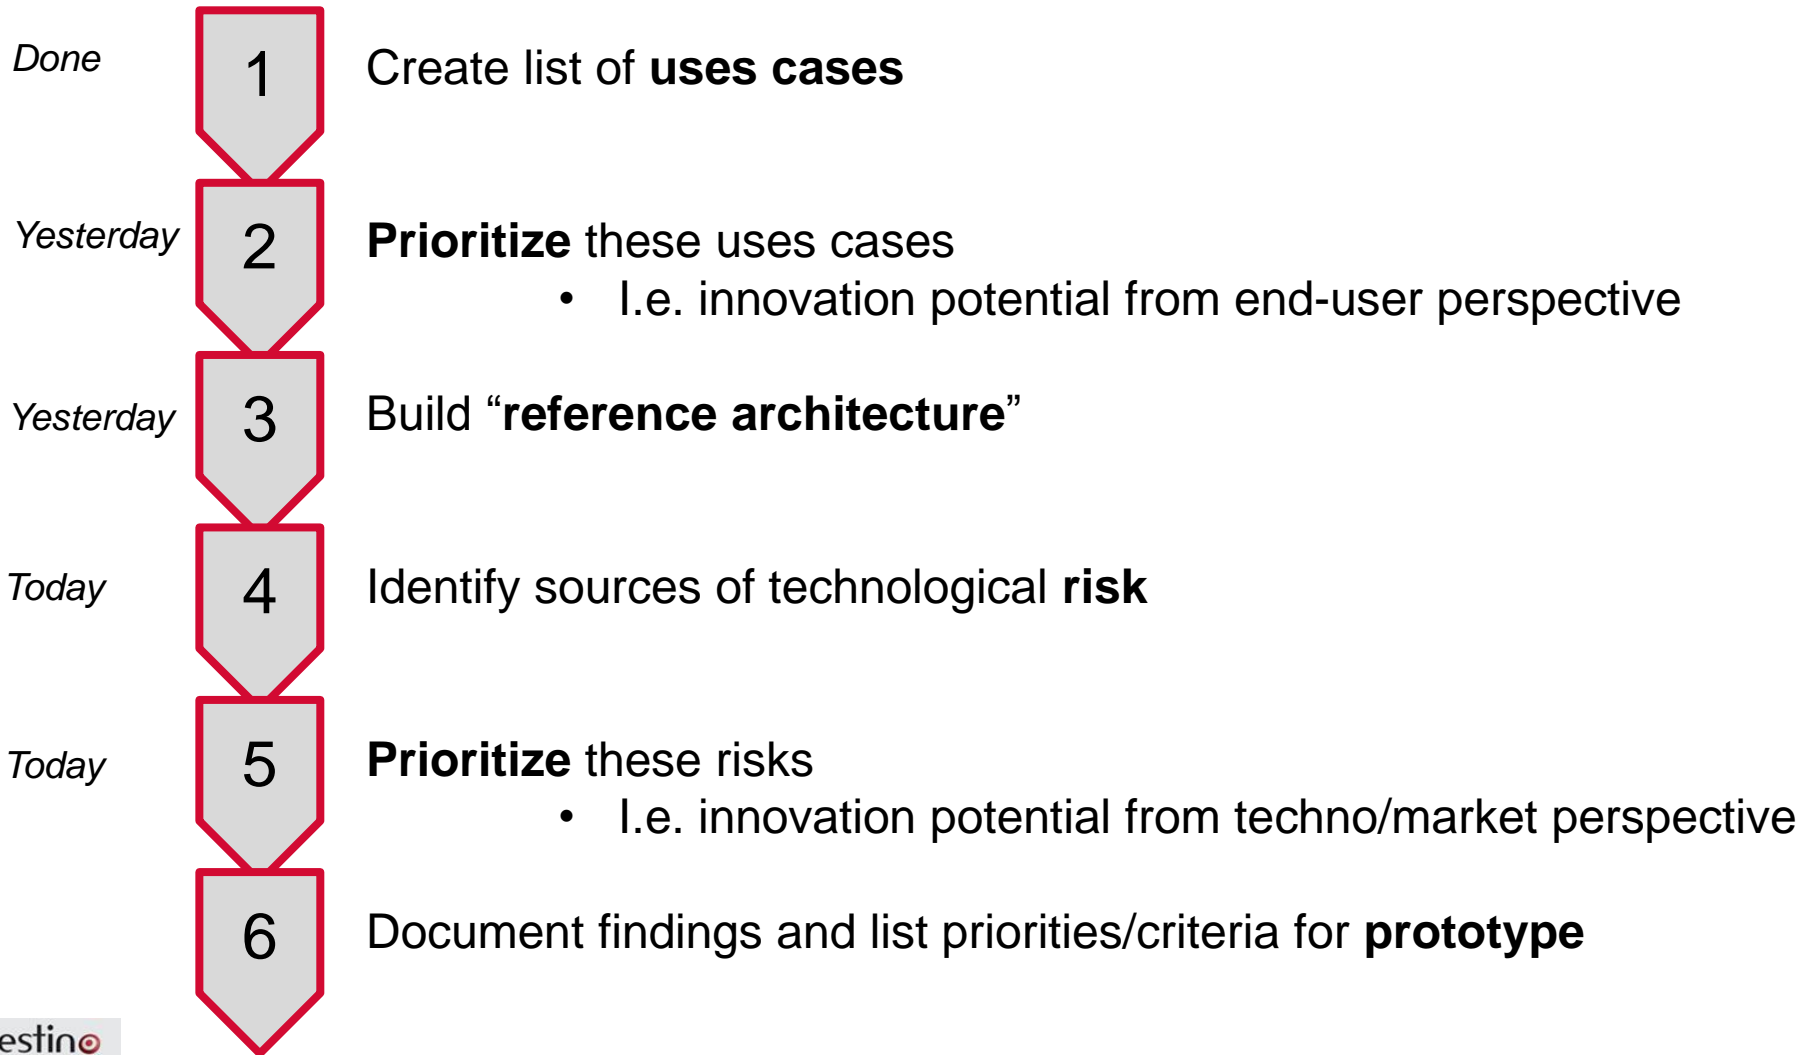 Done
1
Create list of uses cases
Yesterday
2
Prioritize these uses cases
• I.e. innovation potential from end-user perspective
Yesterday
3
Build “reference architecture”
Today
4
Identify sources of technological risk
Today
5
Prioritize these risks
• I.e. innovation potential from techno/market perspective
6
Document findings and list priorities/criteria for prototype